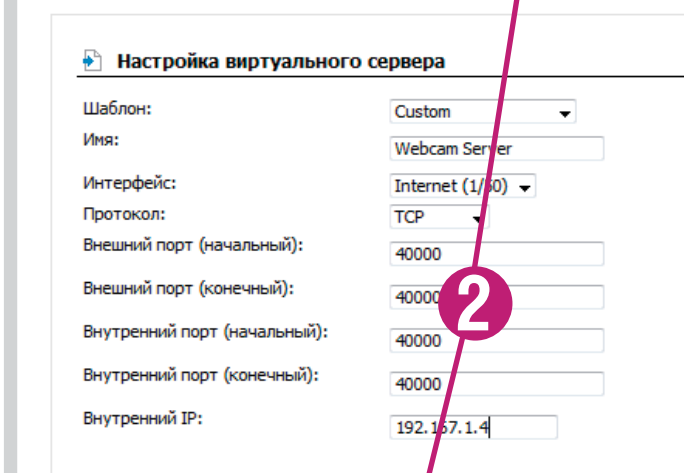 Настройка виртуального сервера
Шаблон: Custom
Имя: Webcam Server
Интерфейс: Internet (1/50)
Протокол: TCP
Внешний порт (начальный): 40000
Внешний порт (конечный): 40000
Внутренний порт (начальный): 40000
Внутренний порт (конечный): 40000
Внутренний IP: 192.167.1.4
2